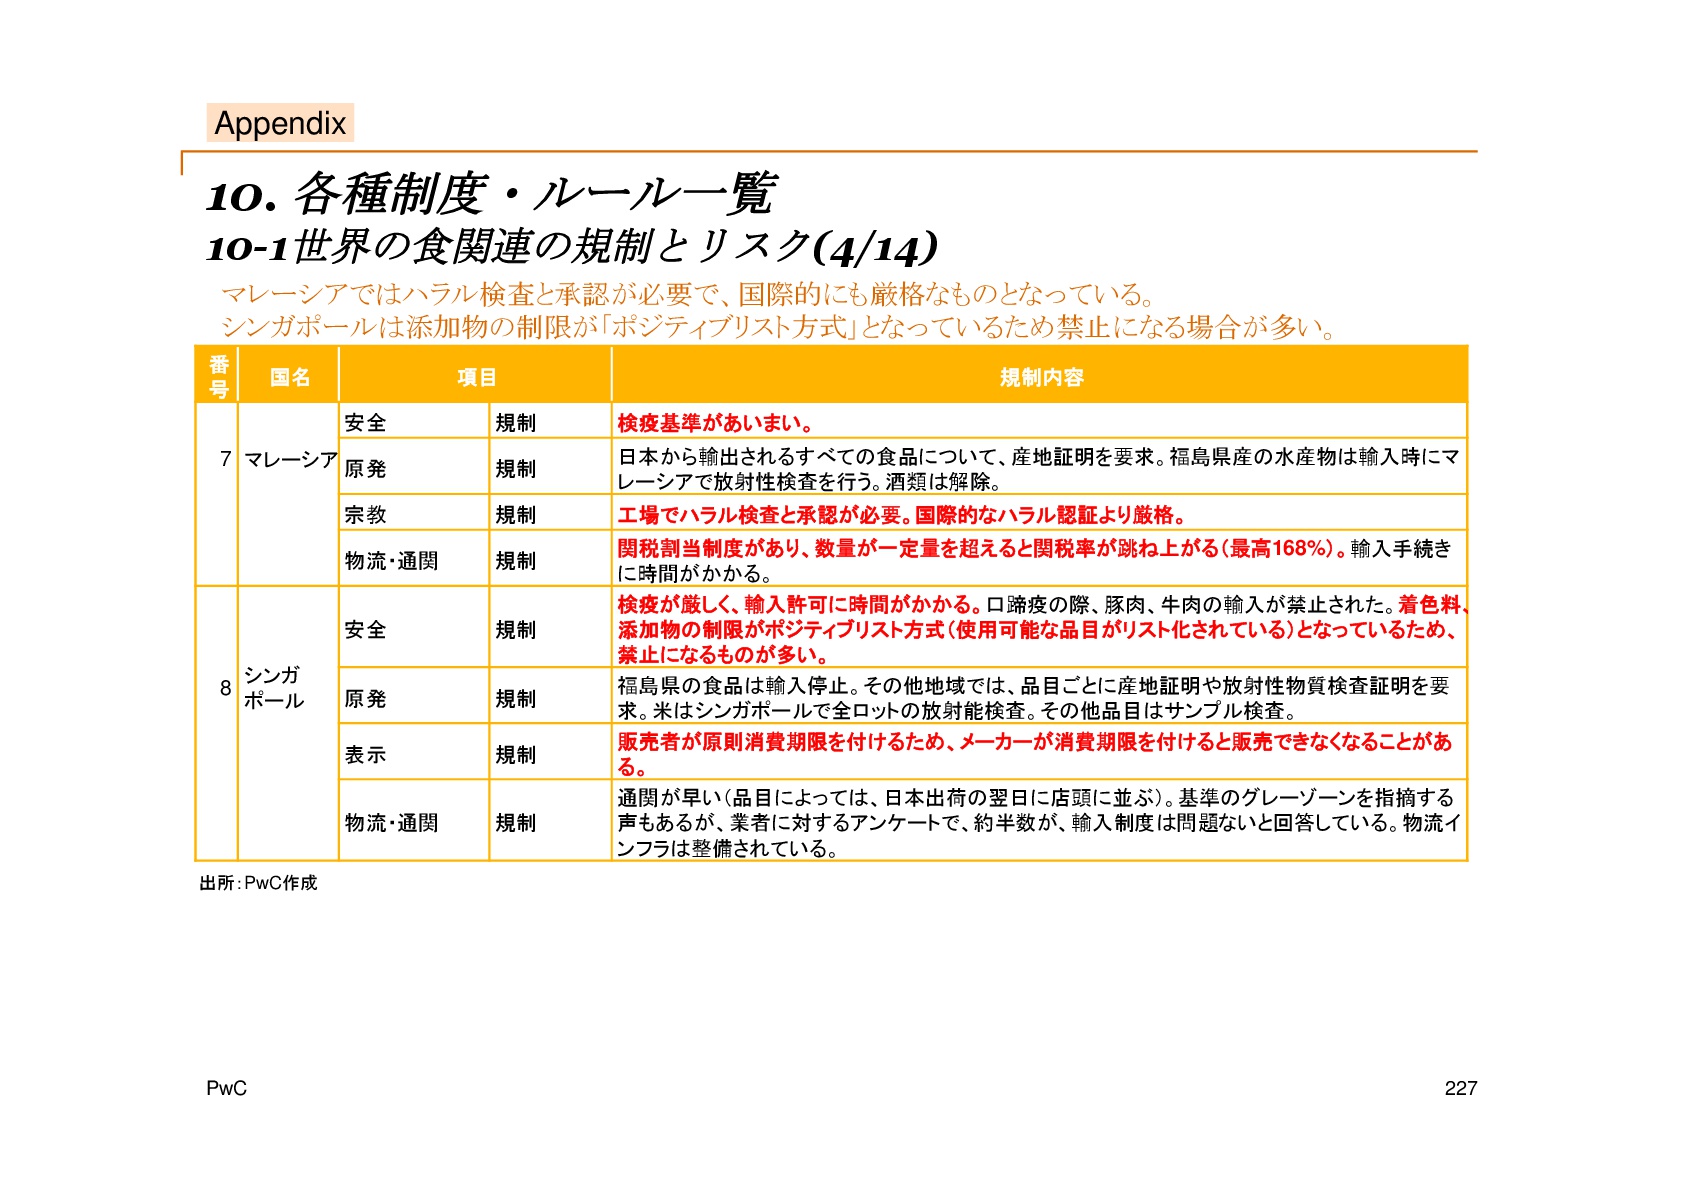 Appendix
10. 各種制度・ルール一覧
10-1世界の食関連の規制とリスク(4/14)
マレーシアではハラル検査と承認が必要で、国際的にも厳格なものとなっている。
シンガポールは添加物の制限が「ポジティブリスト方式」となっているため禁止になる場合が多い。
番号 国名 項目 規制内容
7 マレーシア
安全 規制 検疫基準があいまい。
原発 規制 日本から輸出されるすべての食品について、産地証明を要求。福島県産の水産物は輸入時にマ
レーシアで放射性検査を行う。酒類は解除。
宗教 規制 工場でハラル検査と承認が必要。国際的なハラル認証より厳格。
物流・通関 規制 関税割当制度があり、数量が一定量を超えると関税率が跳ね上がる(最高168%)。輸入手続き
に時間がかかる。
8 シンガ
ポール
安全 規制 検疫が厳しく、輸入許可に時間がかかる。口蹄疫の際、豚肉、牛肉の輸入が禁止された。着色料、
添加物の制限がポジティブリスト方式(使用可能な品目がリスト化されている)となっているため、
禁止になるものが多い。
原発 規制 福島県の食品は輸入停止。その他地域では、品目ごとに産地証明や放射性物質検査証明を要
求。米はシンガポールで全ロットの放射能検査。その他品目はサンプル検査。
表示 規制 販売者が原則消費期限を付けるため、メーカーが消費期限を付けると販売できなくなることがあ
る。
物流・通関 規制 通関が早い(品目によっては、日本出荷の翌日に店頭に並ぶ)。基準のグレーゾーンを指摘する
声もあるが、業者に対するアンケートで、約半数が、輸入制度は問題ないと回答している。物流イ
ンフラは整備されている。
出所:PwC作成
PwC
227